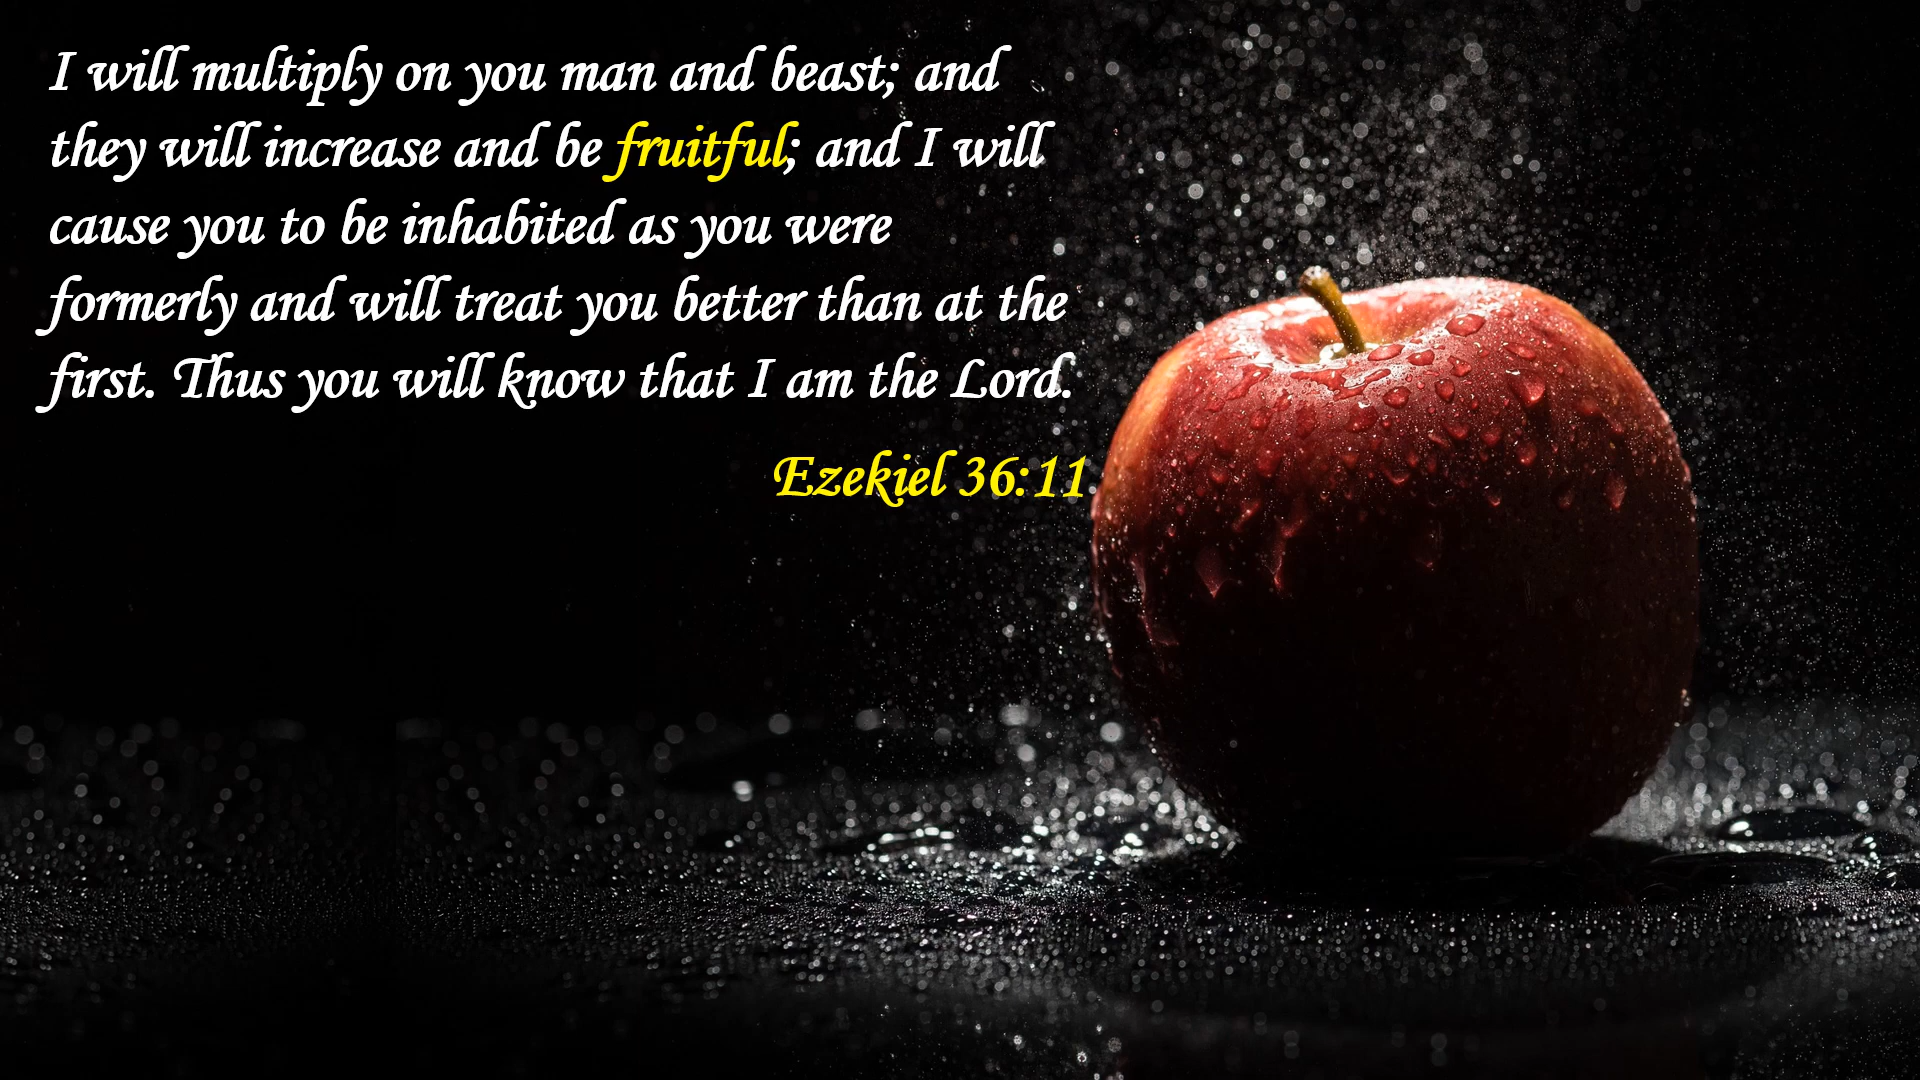 I will multiply on you man and beast; and
they will increase and be fruitful; and I will
cause you to be inhabited as you were
formerly and will treat you better than at the
first. Thus you will know that I am the Lord.
Ezekiel 36:11